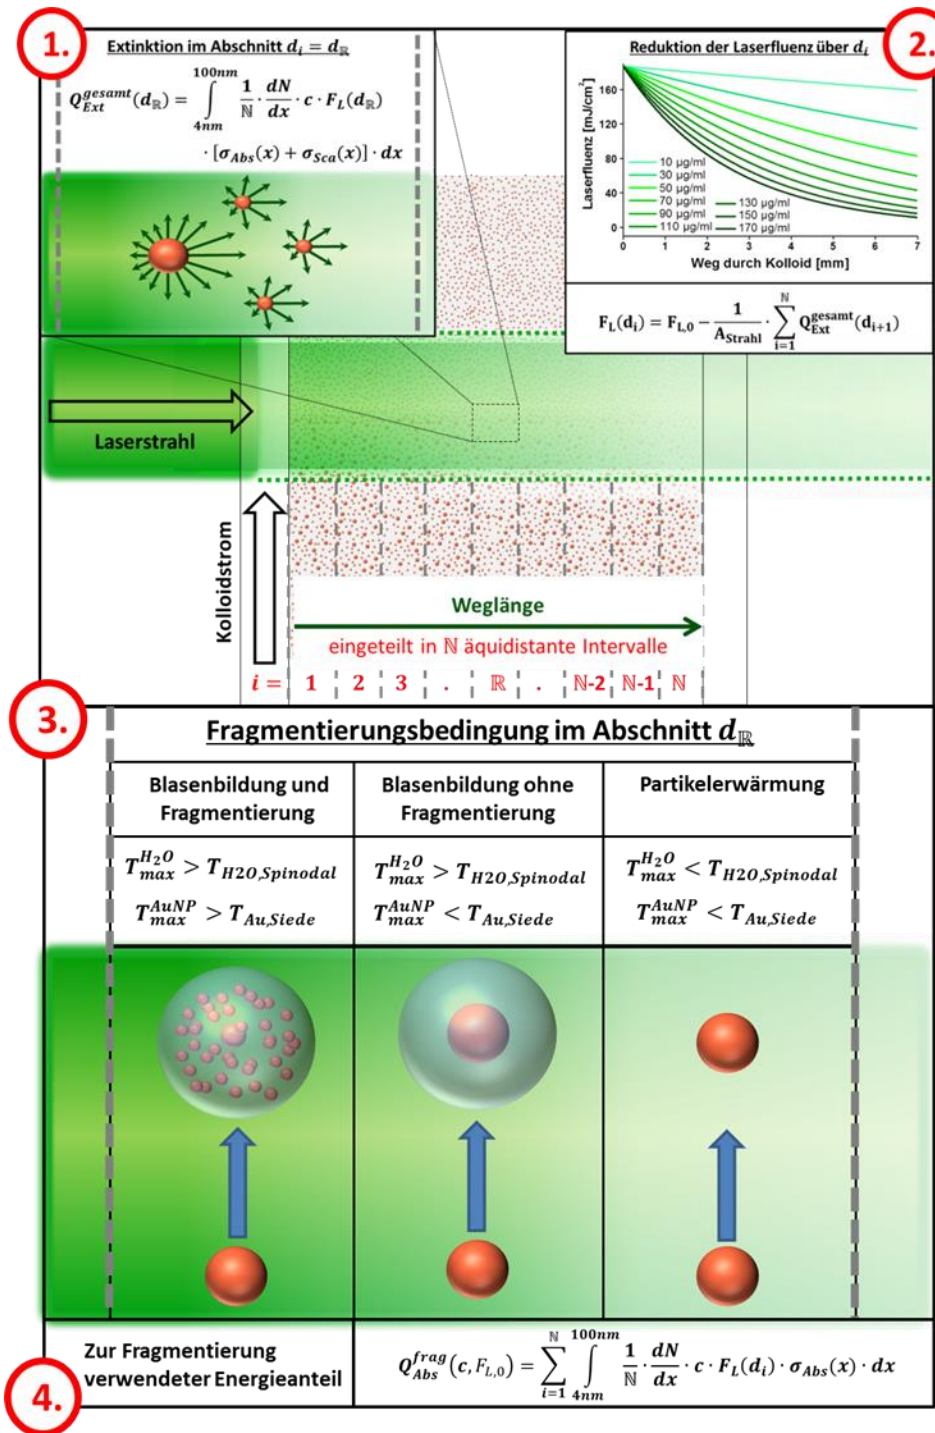 1.
Extinktion im Abschnitt d_i = d_ℝ
Q_Ext^gesamt(d_ℝ) = ∫_4nm^100nm 1/ℕ · dN/dx · c · F_L(d_ℝ)
· [σ_Abs(x) + σ_Sca(x)] · dx
2.
Reduktion der Laserfluenz über d_i
Laserfluenz [mJ/cm²]
160
120
80
40
0
10 µg/ml
30 µg/ml
50 µg/ml
70 µg/ml
90 µg/ml
110 µg/ml
130 µg/ml
150 µg/ml
170 µg/ml
0 1 2 3 4 5 6 7
Weg durch Kolloid [mm]
F_L(d_i) = F_L,0 − 1/A_Strahl · ∑_i=1^ℕ Q_Ext^gesamt(d_i+1)
Laserstrahl
Kolloidstrom
Weglänge
eingeteilt in ℕ äquidistante Intervalle
i = 1 2 3 . ℝ . ℕ-2 ℕ-1 ℕ
3.
Fragmentierungsbedingung im Abschnitt d_ℝ
Blasenbildung und
Fragmentierung
Blasenbildung ohne
Fragmentierung
Partikelerwärmung
T_max^H₂O > T_H2O,Spinodal
T_max^AuNP > T_Au,Siede
T_max^H₂O > T_H2O,Spinodal
T_max^AuNP < T_Au,Siede
T_max^H₂O < T_H2O,Spinodal
T_max^AuNP < T_Au,Siede
4.
Zur Fragmentierung
verwendeter Energieanteil
Q_Abs^frag(c, F_L,0) = ∑_i=1^ℕ ∫_4nm^100nm 1/ℕ · dN/dx · c · F_L(d_i) · σ_Abs(x) · dx